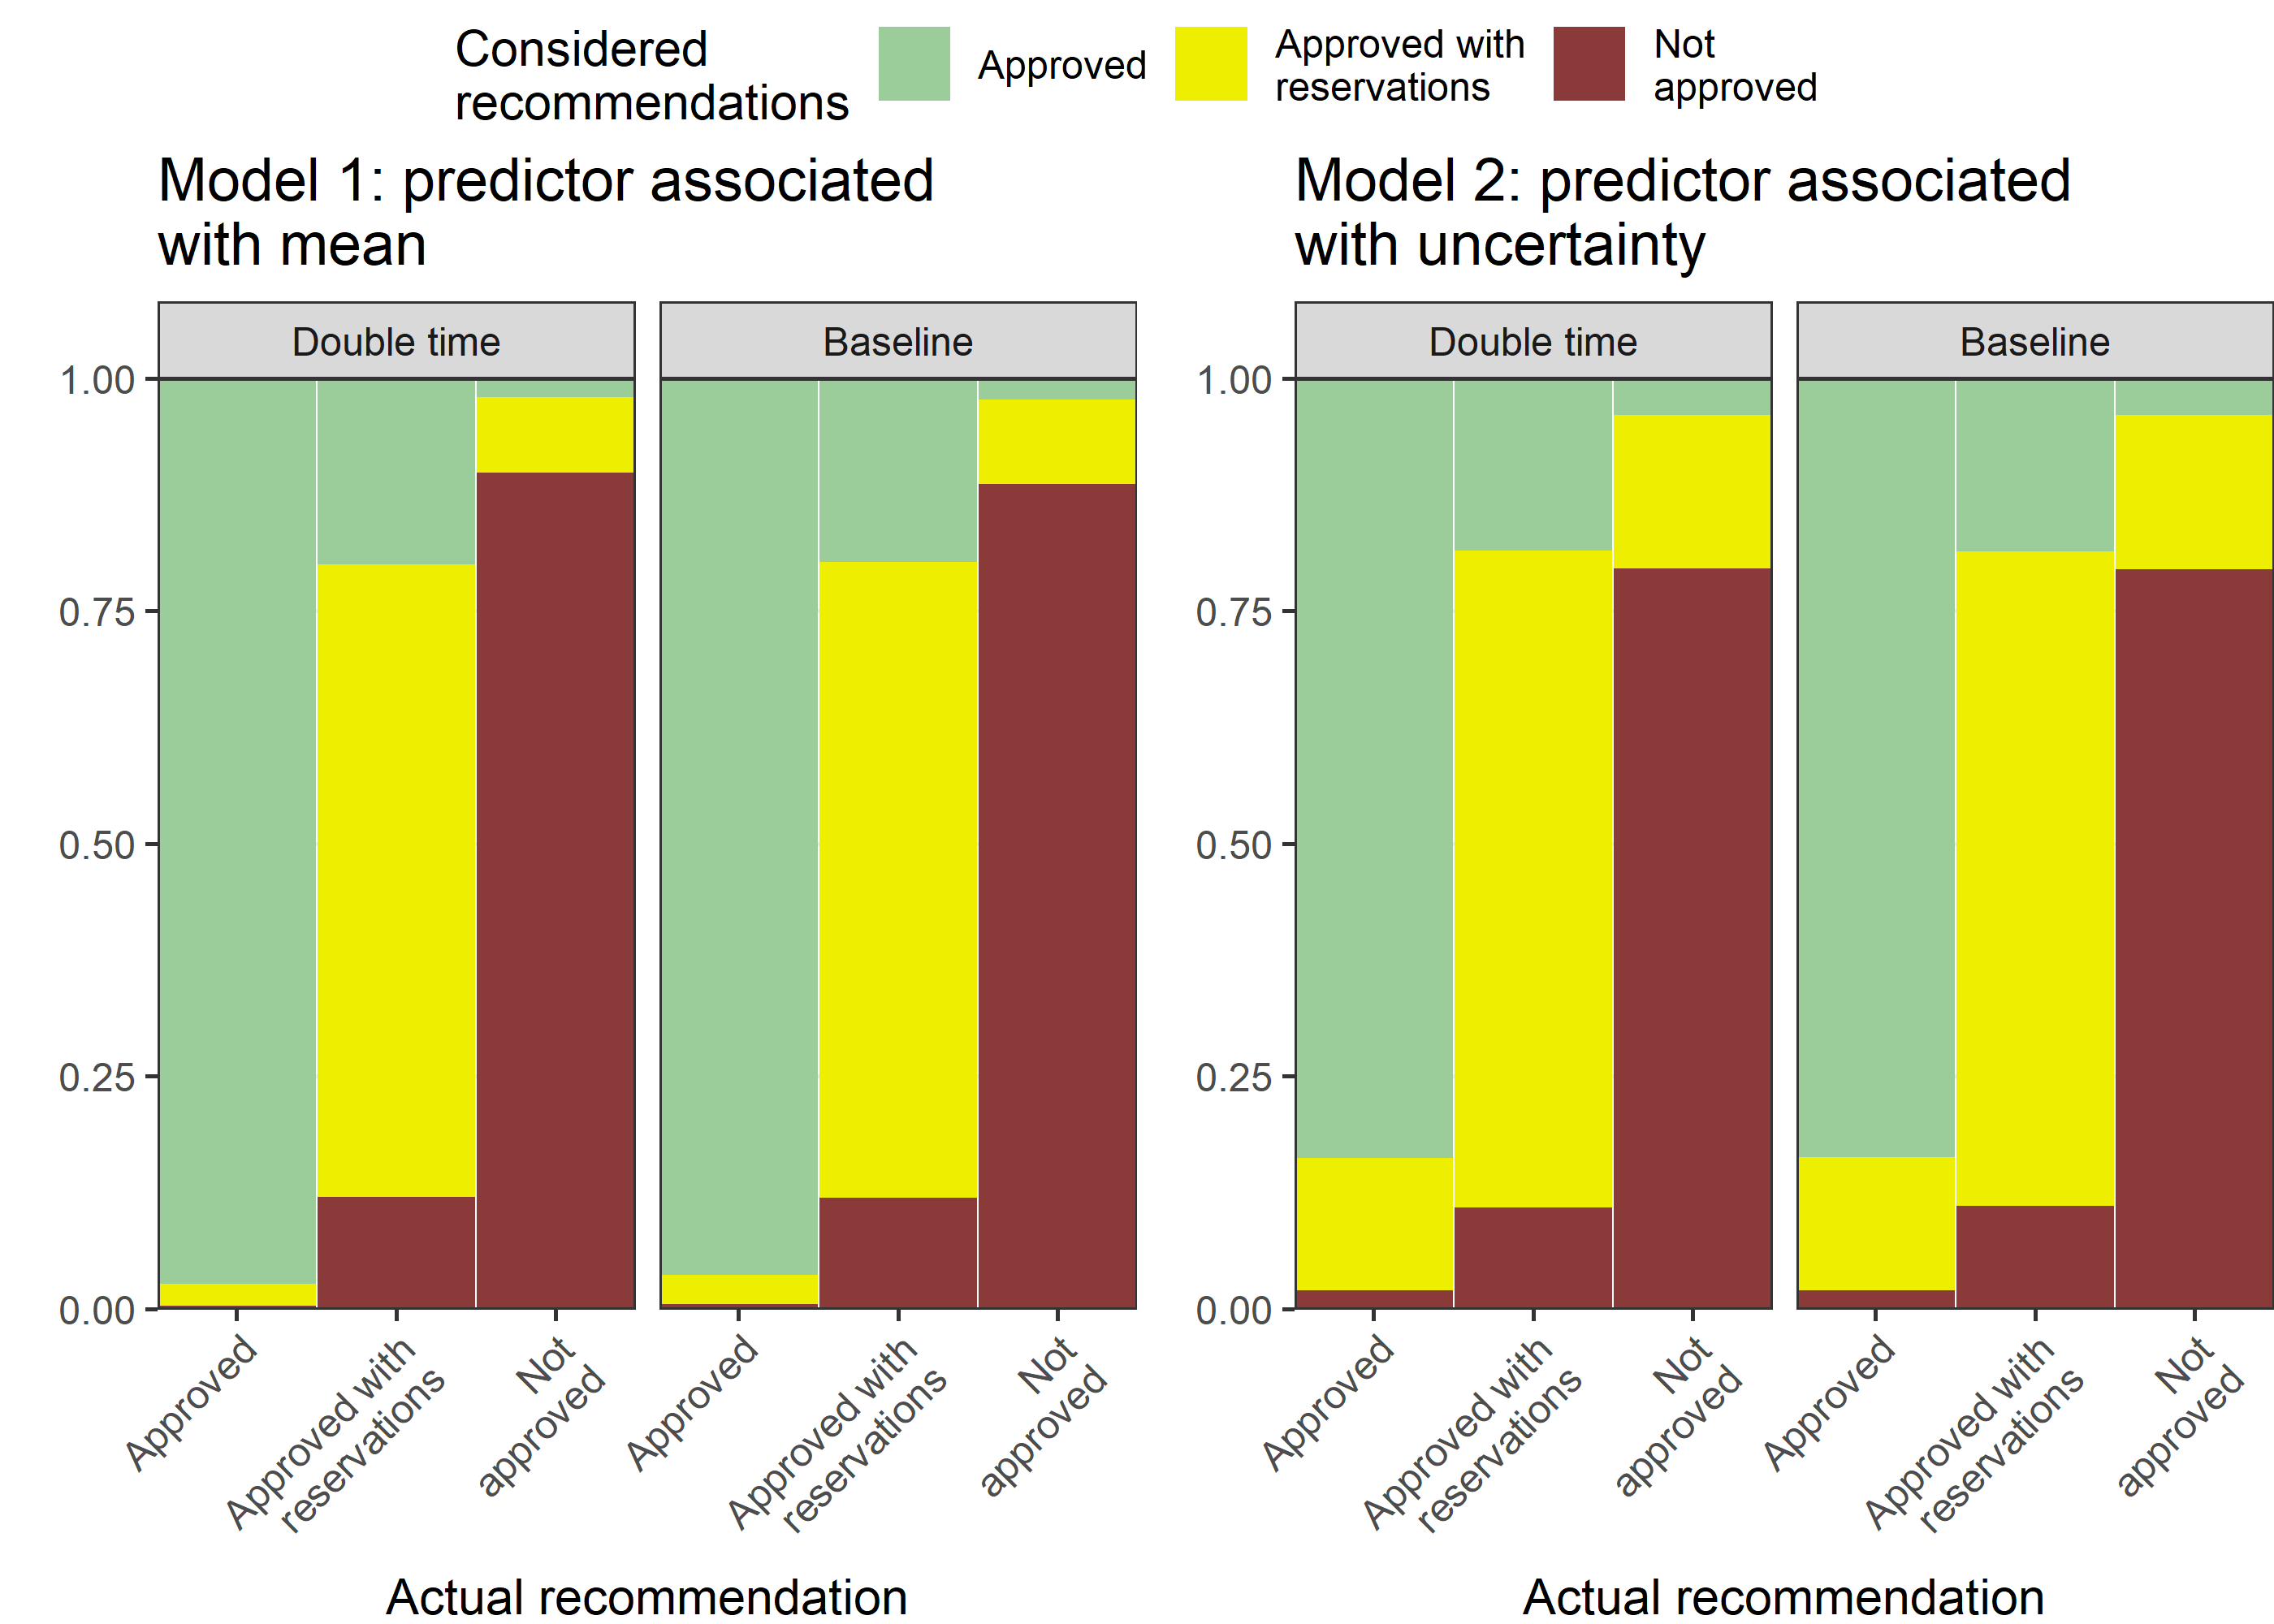 Considered
recommendations
Approved
Approved with
reservations
Not
approved
Model 1: predictor associated
with mean
Double time
Baseline
1.00
0.75
0.50
0.25
0.00
Approved
Approved with
reservations
Not
approved
Approved
Approved with
reservations
Not
approved
Actual recommendation
Model 2: predictor associated
with uncertainty
Double time
Baseline
1.00
0.75
0.50
0.25
0.00
Approved
Approved with
reservations
Not
approved
Approved
Approved with
reservations
Not
approved
Actual recommendation